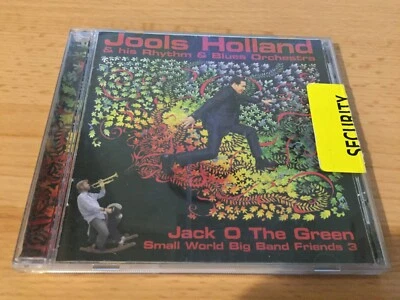 Jools Holland
& his Rhythm & Blues Orchestra
SECURITY
Jack O The Green
Small World Big Band Friends 3